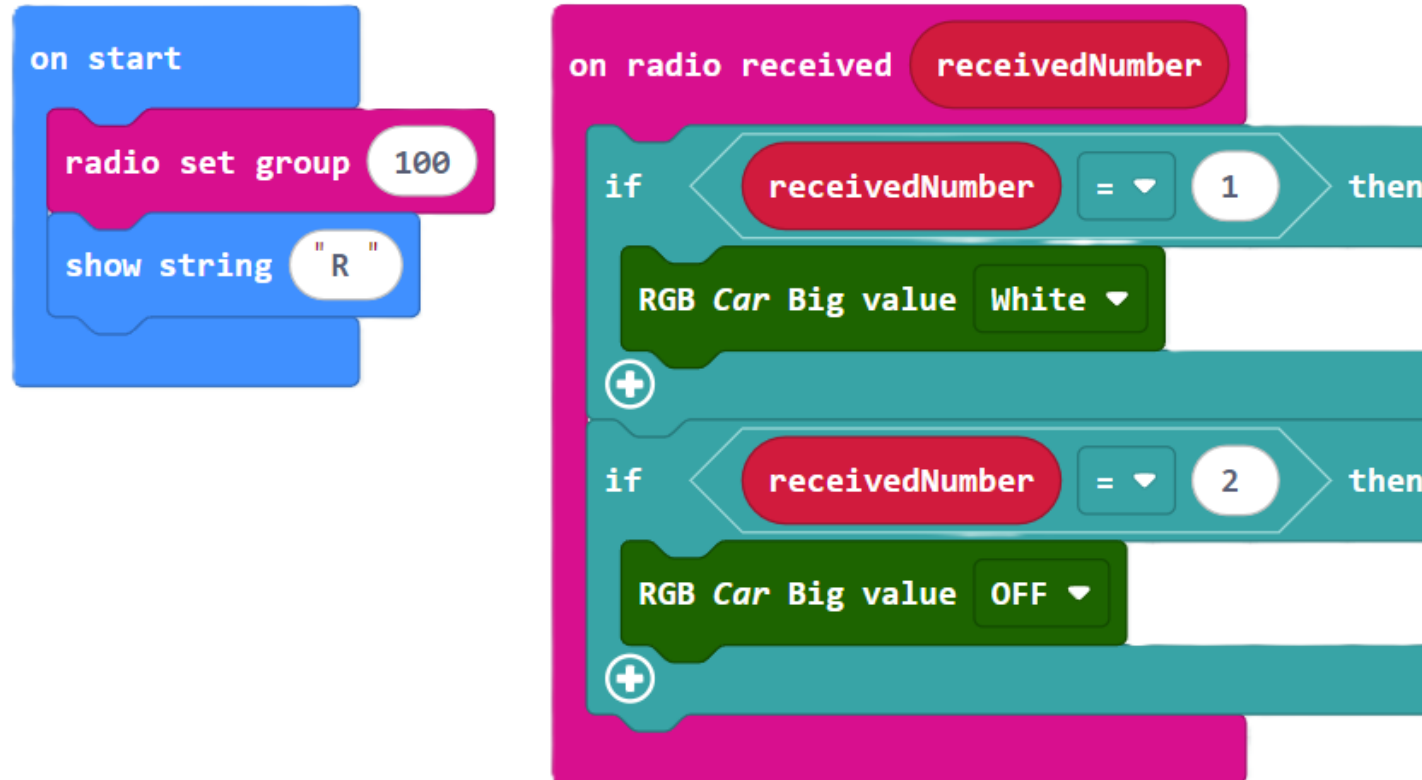 on start
radio set group 100
show string "R "
on radio received receivedNumber
if receivedNumber = 1 then
RGB Car Big value White
if receivedNumber = 2 then
RGB Car Big value OFF